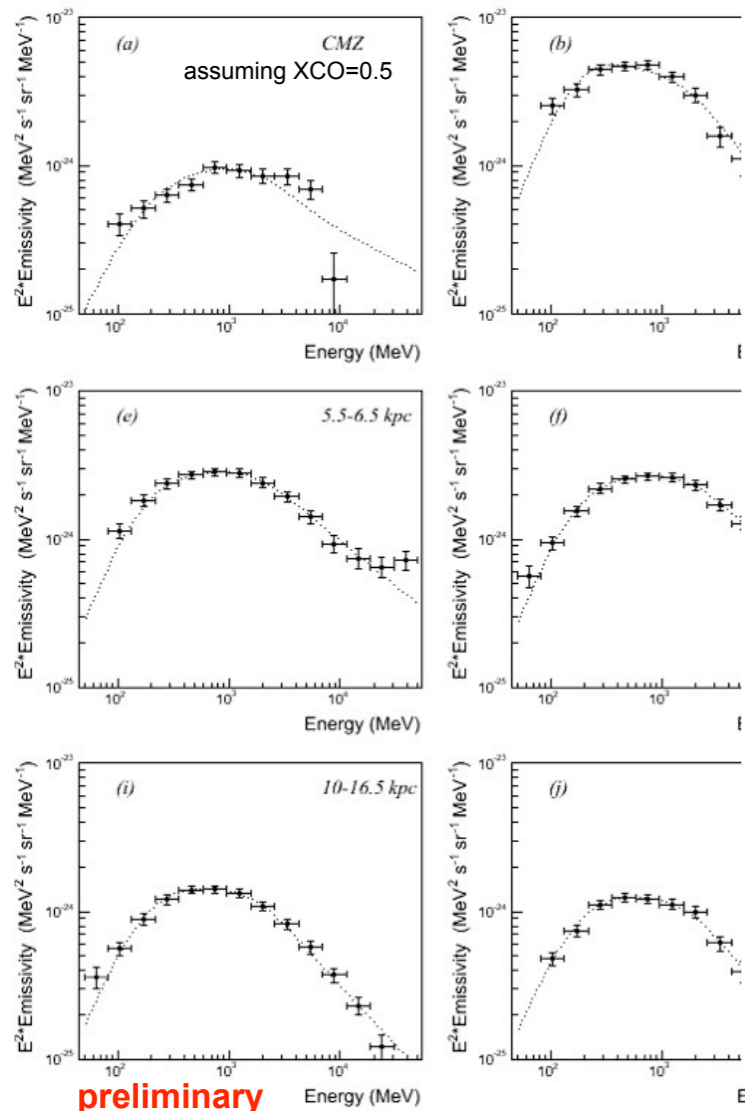 (a) CMZ
assuming XCO=0.5
E²*Emissivity (MeV² s⁻¹ sr⁻¹ MeV⁻¹)
10⁻²³
10⁻²⁴
10⁻²⁵
10² 10³ 10⁴
Energy (MeV)
(b)
E²*Emissivity (MeV² s⁻¹ sr⁻¹ MeV⁻¹)
10⁻²³
10⁻²⁴
10⁻²⁵
10² 10³
E
(e) 5.5-6.5 kpc
E²*Emissivity (MeV² s⁻¹ sr⁻¹ MeV⁻¹)
10⁻²³
10⁻²⁴
10⁻²⁵
10² 10³ 10⁴
Energy (MeV)
(f)
E²*Emissivity (MeV² s⁻¹ sr⁻¹ MeV⁻¹)
10⁻²³
10⁻²⁴
10⁻²⁵
10² 10³
E
(i) 10-16.5 kpc
E²*Emissivity (MeV² s⁻¹ sr⁻¹ MeV⁻¹)
10⁻²³
10⁻²⁴
10⁻²⁵
10² 10³ 10⁴
Energy (MeV)
(j)
E²*Emissivity (MeV² s⁻¹ sr⁻¹ MeV⁻¹)
10⁻²³
10⁻²⁴
10⁻²⁵
10² 10³
E
preliminary